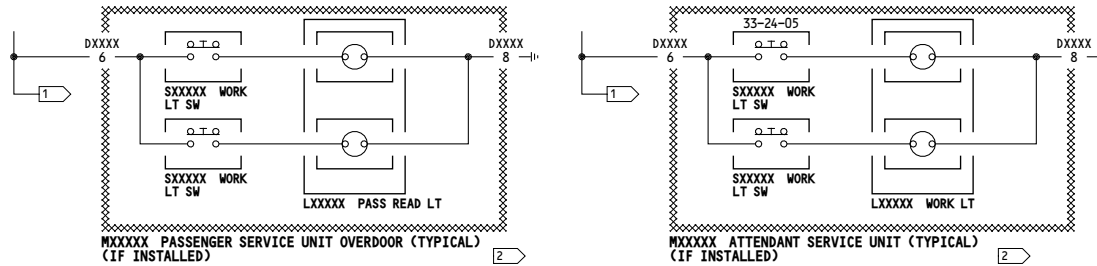 33-24-05
DXXXX
6
DXXXX
8
DXXXX
6
DXXXX
8
1
1
SXXXXX WORK
LT SW
SXXXXX WORK
LT SW
SXXXXX WORK
LT SW
SXXXXX WORK
LT SW
LXXXXX PASS READ LT
LXXXXX WORK LT
MXXXXX PASSENGER SERVICE UNIT OVERDOOR (TYPICAL)
(IF INSTALLED)
2
MXXXXX ATTENDANT SERVICE UNIT (TYPICAL)
(IF INSTALLED)
2